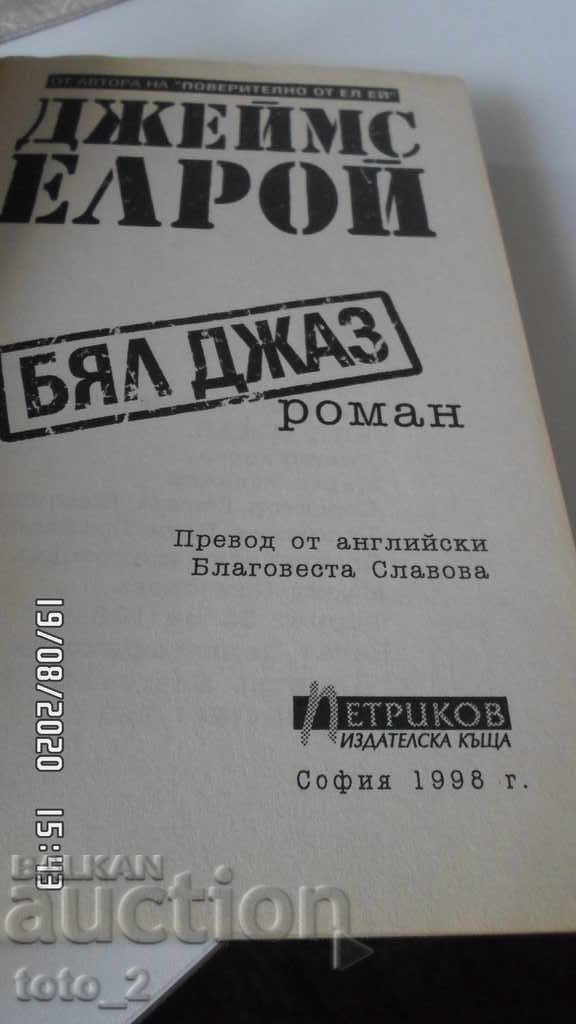 ОТ АВТОРА НА "ПОВЕРИТЕЛНО ОТ ЕЛ ЕЙ"
ДЖЕЙМС
ЕЛРОЙ
БЯЛ ДЖАЗ
роман
Превод от английски
Благовеста Славова
ПЕТРИКОВ
ИЗДАТЕЛСКА КЪЩА
София 1998 г.
19/08/2020 15:43
BALKAN
auction
toto_2